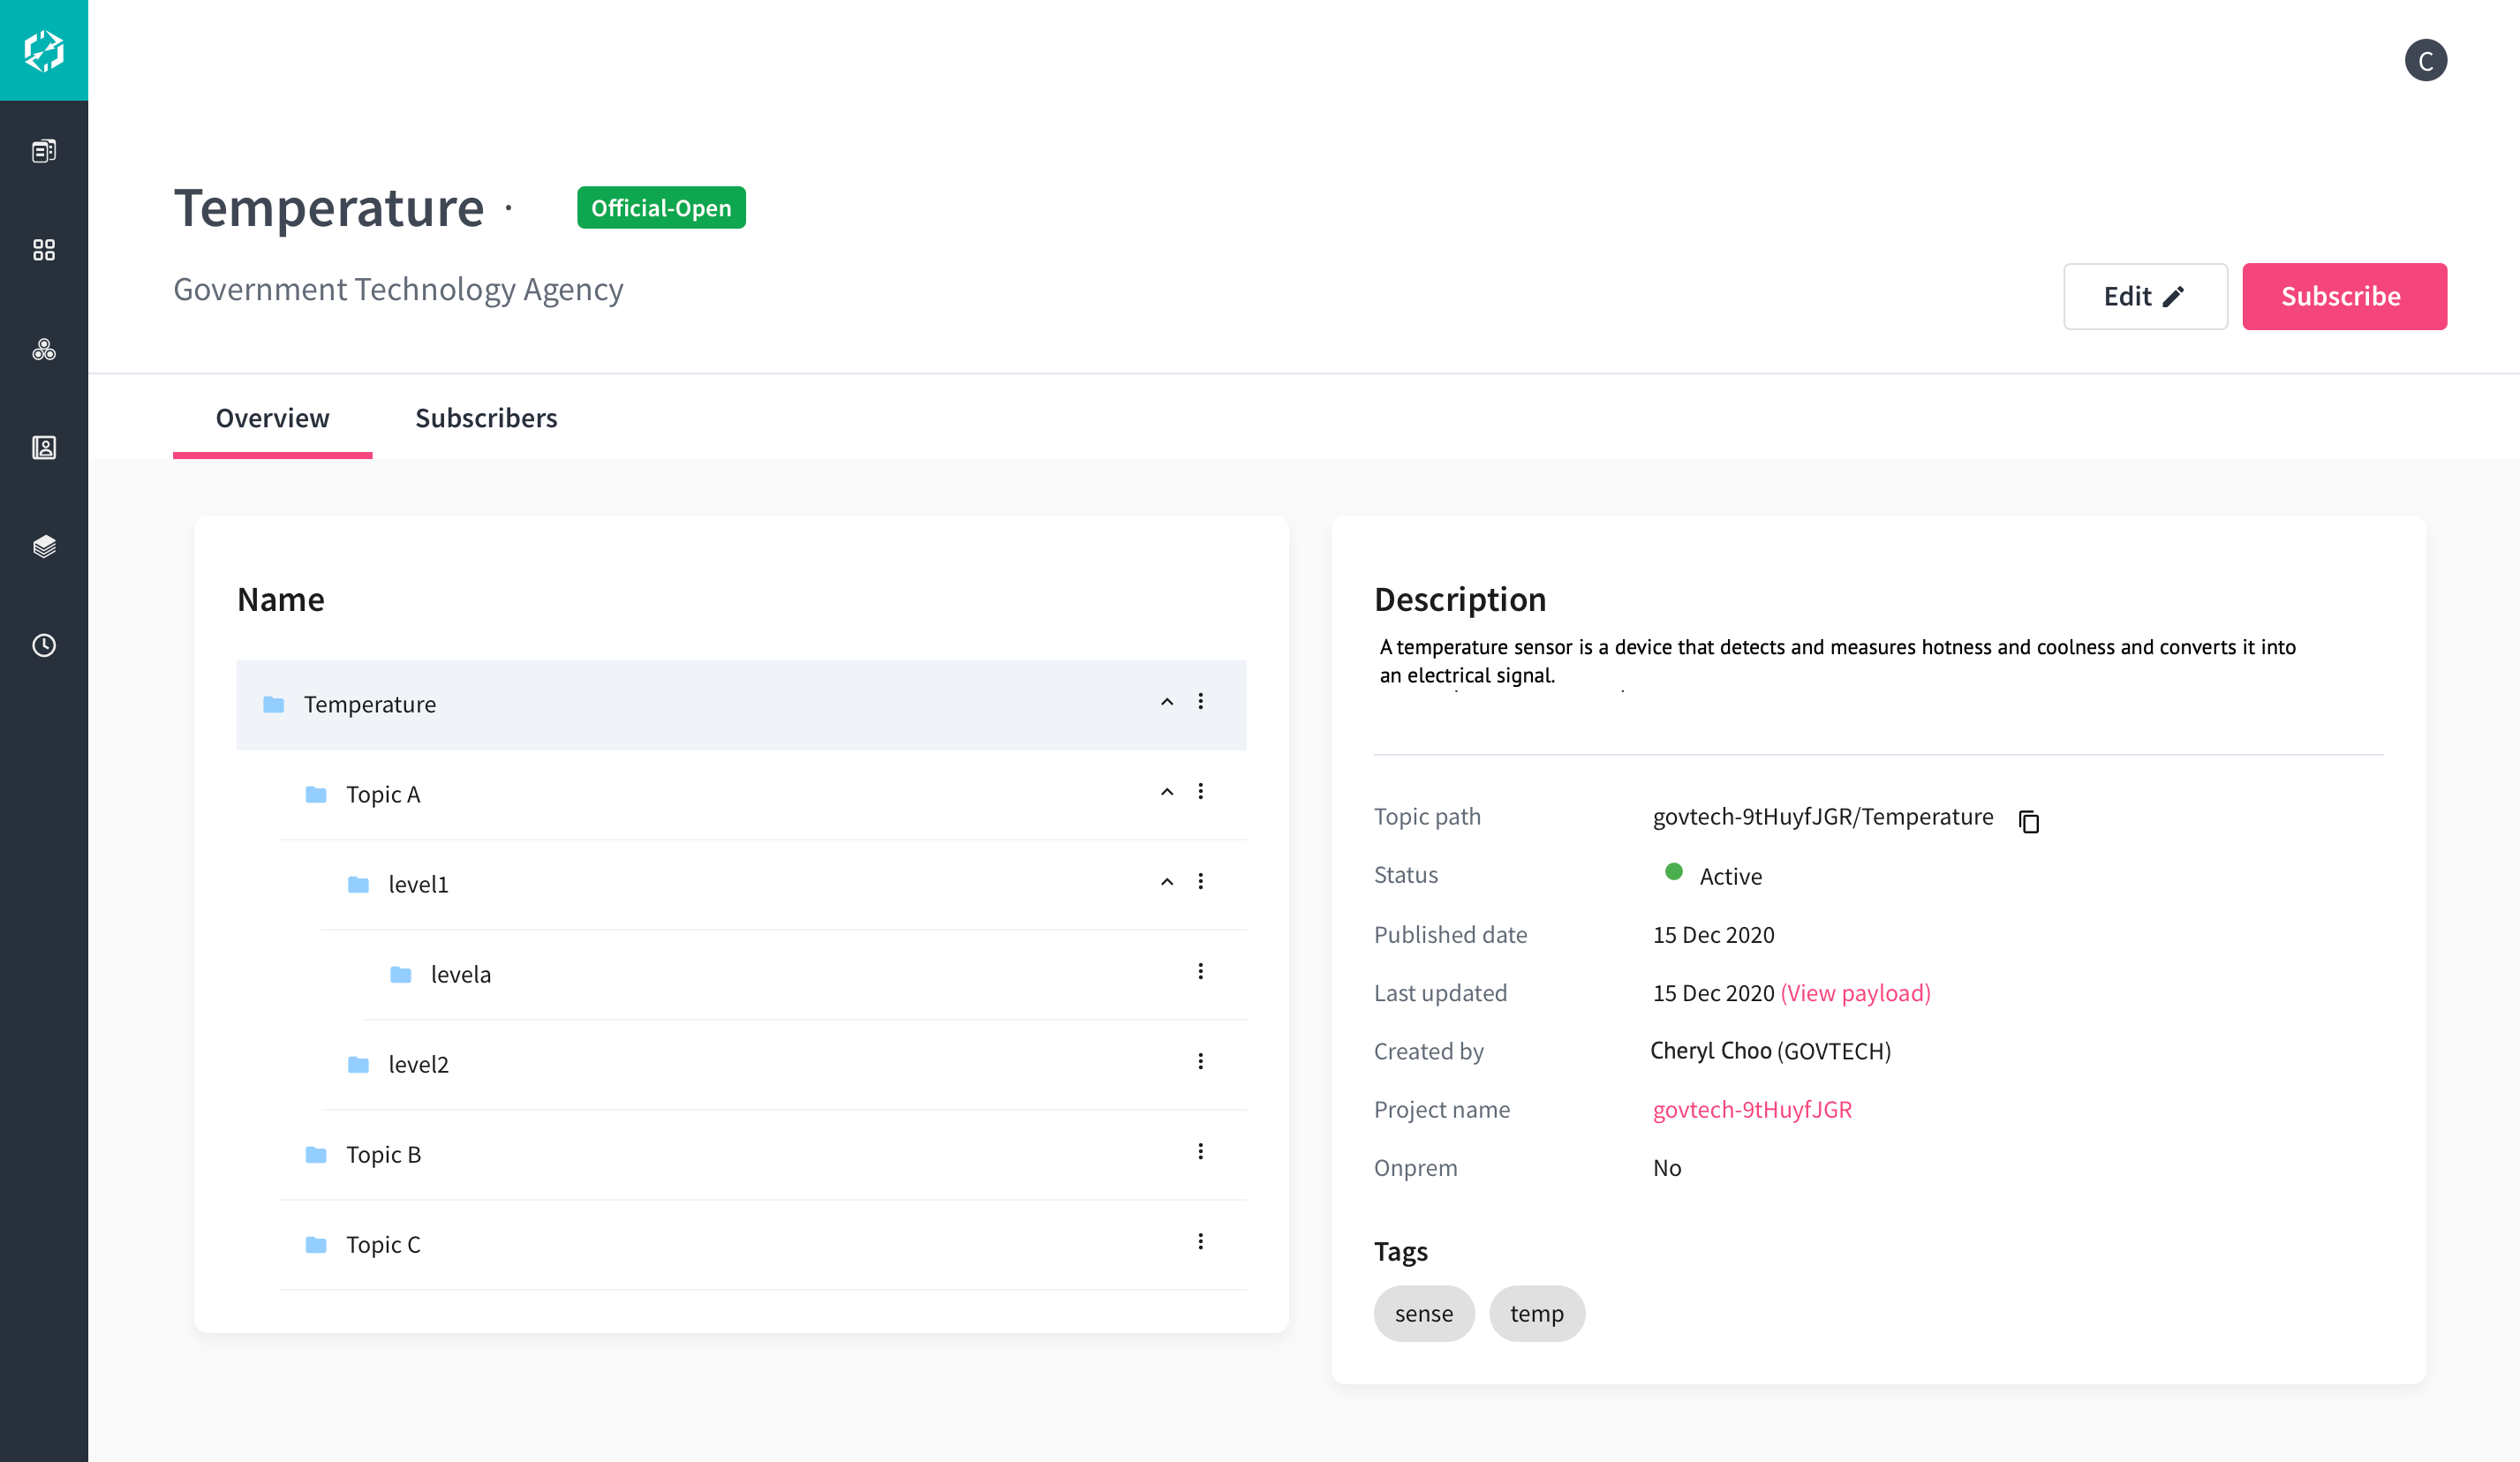 C
Temperature ·
Official-Open
Government Technology Agency
Edit
Subscribe
Overview
Subscribers
Name
Temperature
Topic A
level1
levela
level2
Topic B
Topic C
Description
A temperature sensor is a device that detects and measures hotness and coolness and converts it into
an electrical signal.
Topic path govtech-9tHuyfJGR/Temperature
Status Active
Published date 15 Dec 2020
Last updated 15 Dec 2020 (View payload)
Created by Cheryl Choo (GOVTECH)
Project name govtech-9tHuyfJGR
Onprem No
Tags
sense
temp